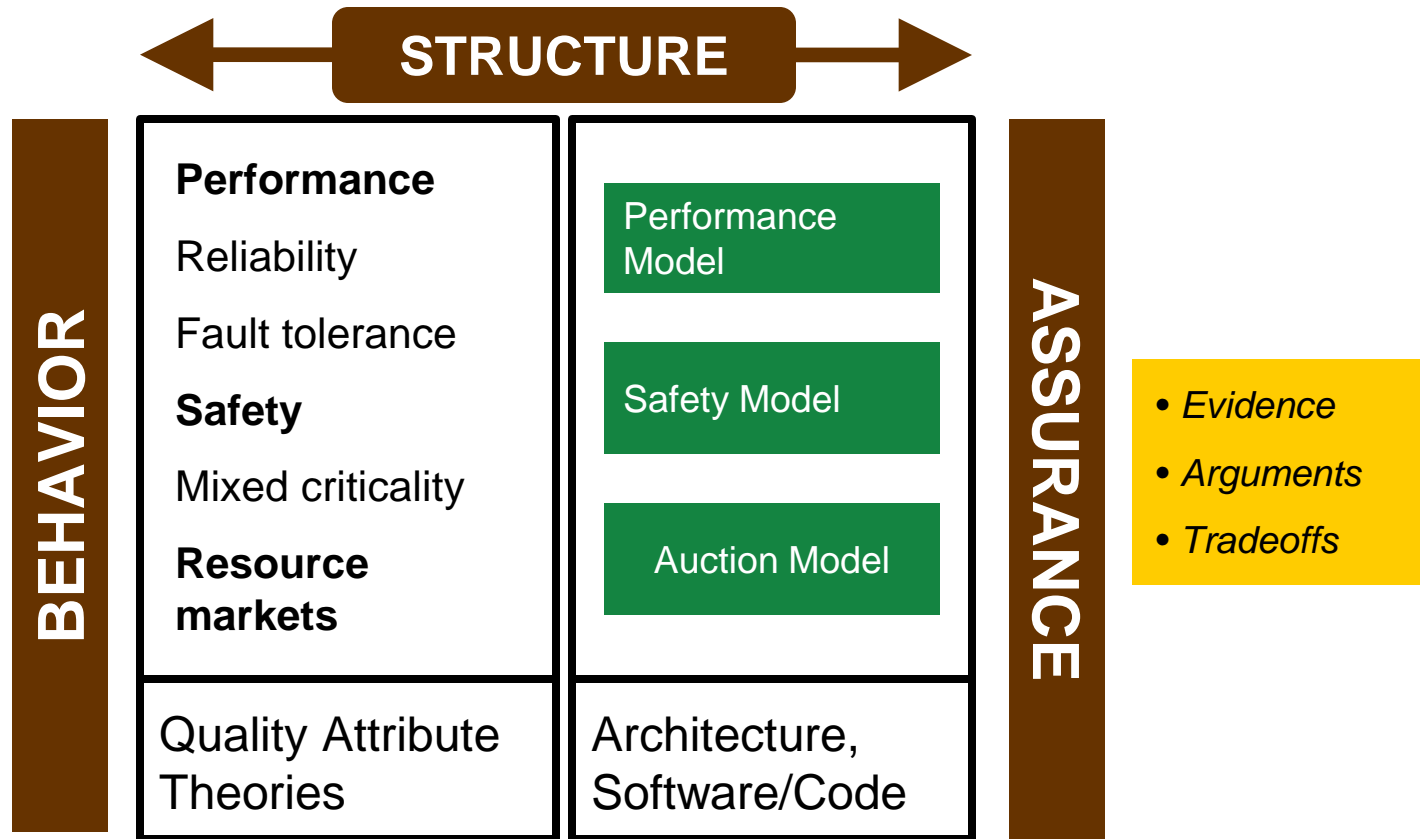 STRUCTURE
BEHAVIOR
Performance
Reliability
Fault tolerance
Safety
Mixed criticality
Resource
markets
Quality Attribute
Theories
Performance
Model
Safety Model
Auction Model
Architecture,
Software/Code
ASSURANCE
• Evidence
• Arguments
• Tradeoffs